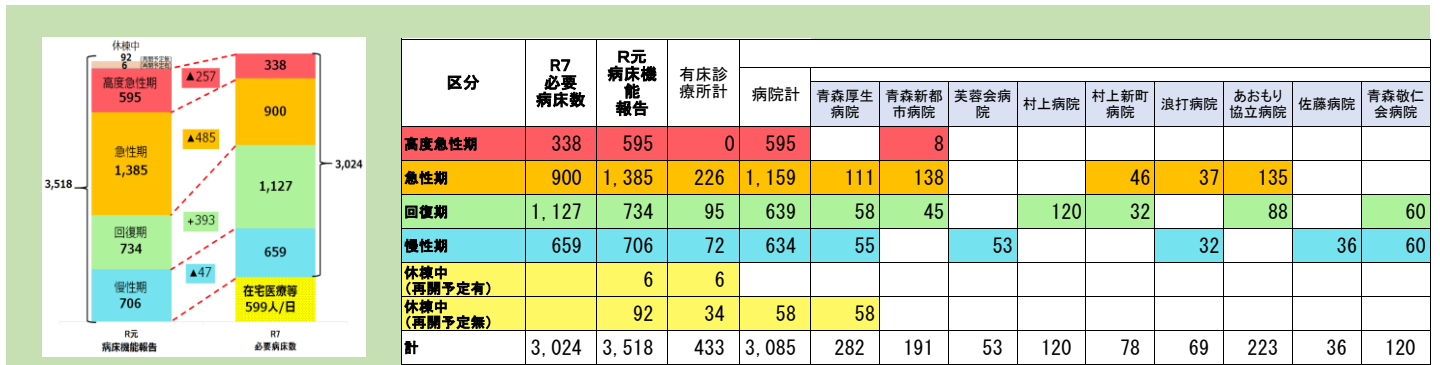 休棟中
92 (再開予定無)
6 (再開予定有)
高度急性期
595
急性期
1,385
3,518
回復期
734
慢性期
706
R元
病床機能報告
▲257
▲485
+393
▲47
338
900
1,127
659
3,024
在宅医療等
599人/日
R7
必要病床数
区分
R7
必要
病床数
R元
病床機
能
報告
有床診
療所計
病院計
青森厚生
病院
青森新都
市病院
芙蓉会病
院
村上病院
村上新町
病院
浪打病院
あおもり
協立病院
佐藤病院
青森敬仁
会病院
高度急性期 338 595 0 595 8
急性期 900 1,385 226 1,159 111 138 46 37 135
回復期 1,127 734 95 639 58 45 120 32 88 60
慢性期 659 706 72 634 55 53 32 36 60
休棟中
(再開予定有) 6 6
休棟中
(再開予定無) 92 34 58 58
計 3,024 3,518 433 3,085 282 191 53 120 78 69 223 36 120